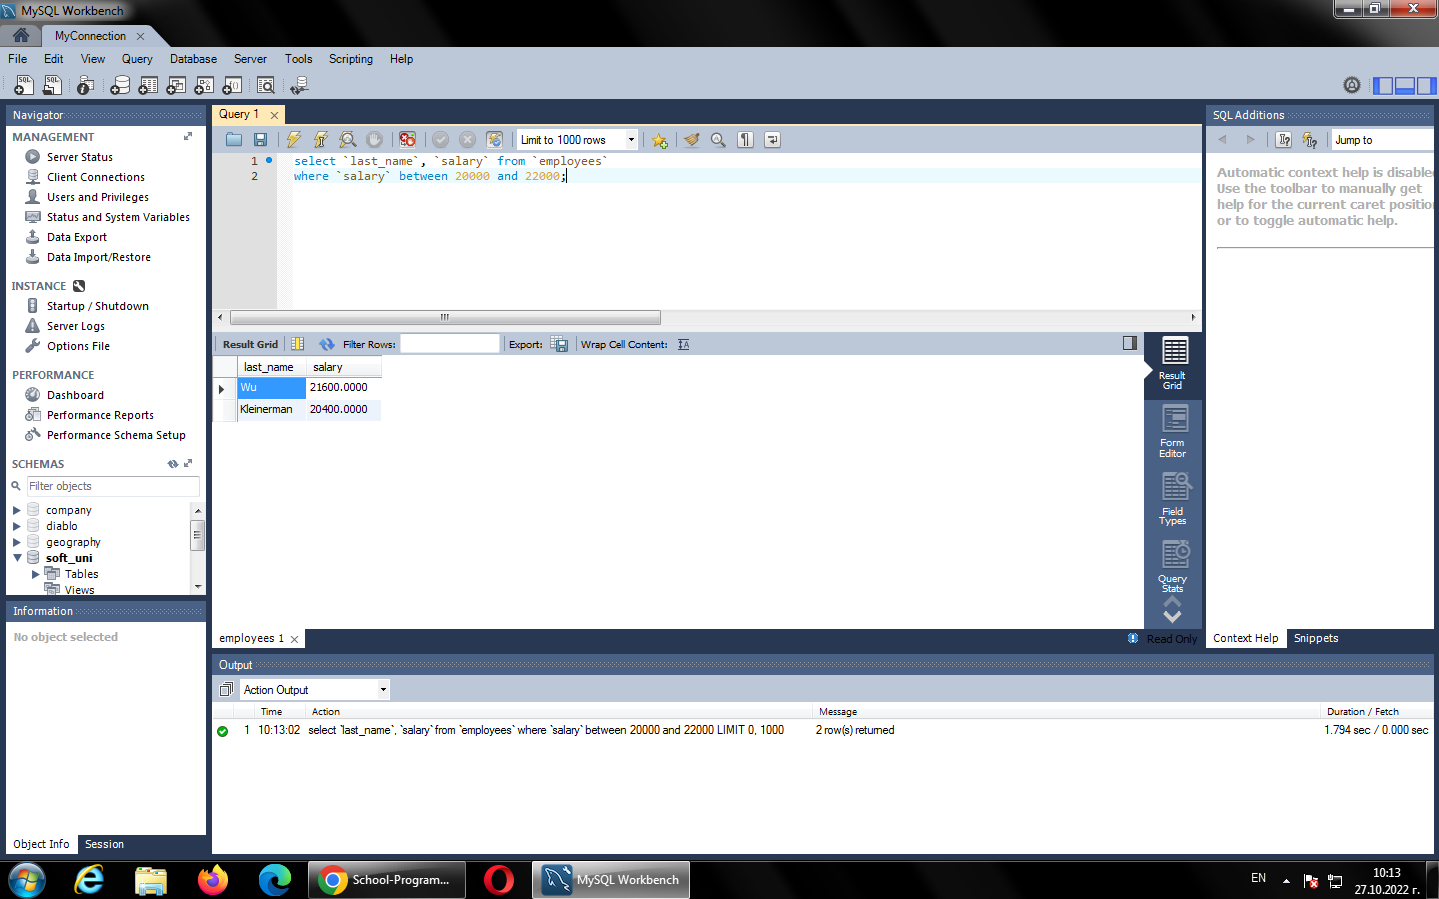 MySQL Workbench
MyConnection
File Edit View Query Database Server Tools Scripting Help
Navigator
MANAGEMENT
Server Status
Client Connections
Users and Privileges
Status and System Variables
Data Export
Data Import/Restore
INSTANCE
Startup / Shutdown
Server Logs
Options File
PERFORMANCE
Dashboard
Performance Reports
Performance Schema Setup
SCHEMAS
Filter objects
company
diablo
geography
soft_uni
Tables
Views
Information
No object selected
Object Info Session
Query 1
Limit to 1000 rows
1 select `last_name`, `salary` from `employees`
2 where `salary` between 20000 and 22000;
Result Grid Filter Rows: Export: Wrap Cell Content:
last_name salary
Wu 21600.0000
Kleinerman 20400.0000
Result Grid
Form Editor
Field Types
Query Stats
employees 1
Read Only
SQL Additions
Jump to
Automatic context help is disabled
Use the toolbar to manually get
help for the current caret position
or to toggle automatic help.
Context Help Snippets
Output
Action Output
Time Action Message Duration / Fetch
1 10:13:02 select `last_name`, `salary` from `employees` where `salary` between 20000 and 22000 LIMIT 0, 1000 2 row(s) returned 1.794 sec / 0.000 sec
School-Program...
MySQL Workbench
EN
10:13
27.10.2022 г.